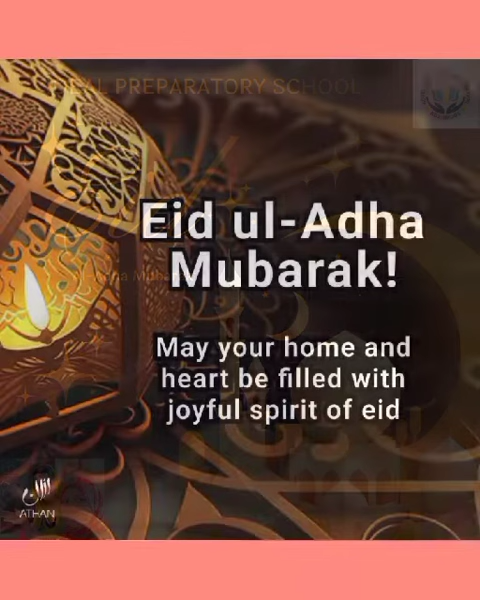 PREPARATORY SCHOOL
Eid ul-Adha
Mubarak!
May your home and
heart be filled with
joyful spirit of eid
ATHAN